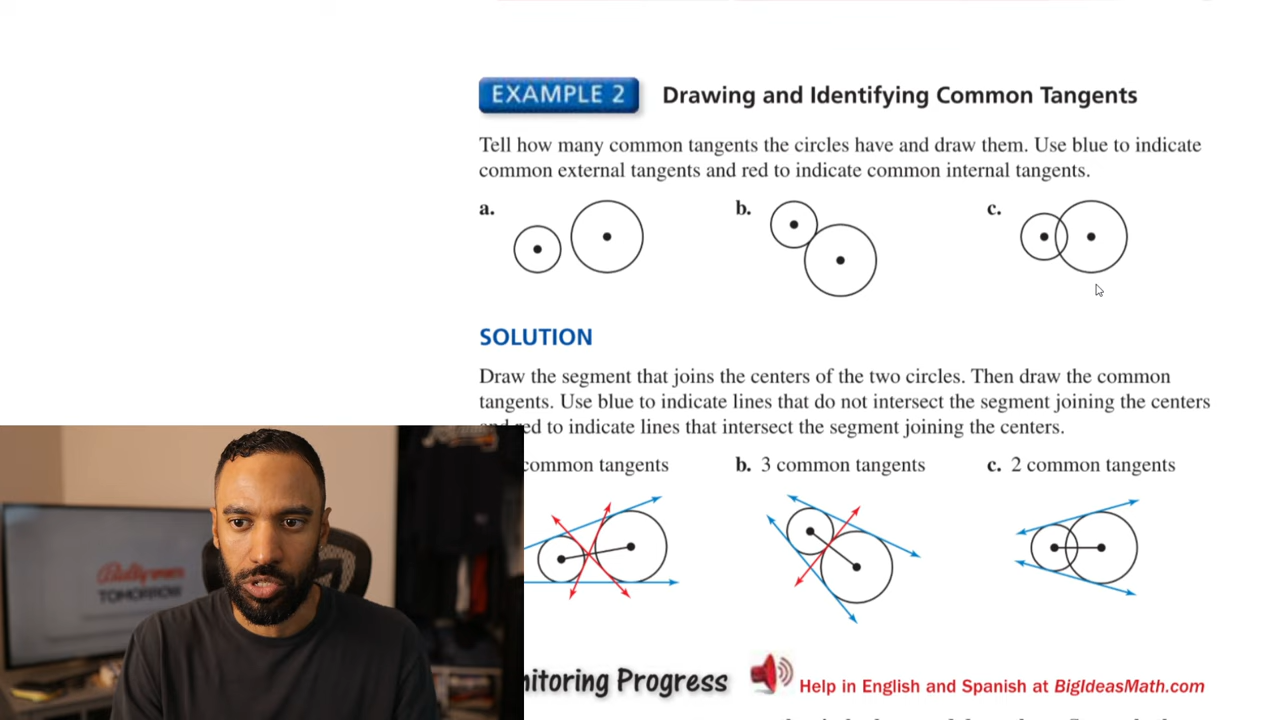 EXAMPLE 2 Drawing and Identifying Common Tangents
Tell how many common tangents the circles have and draw them. Use blue to indicate
common external tangents and red to indicate common internal tangents.
a. b. c.
SOLUTION
Draw the segment that joins the centers of the two circles. Then draw the common
tangents. Use blue to indicate lines that do not intersect the segment joining the centers
red to indicate lines that intersect the segment joining the centers.
common tangents b. 3 common tangents c. 2 common tangents
TOMORROW
nitoring Progress
Help in English and Spanish at BigIdeasMath.com